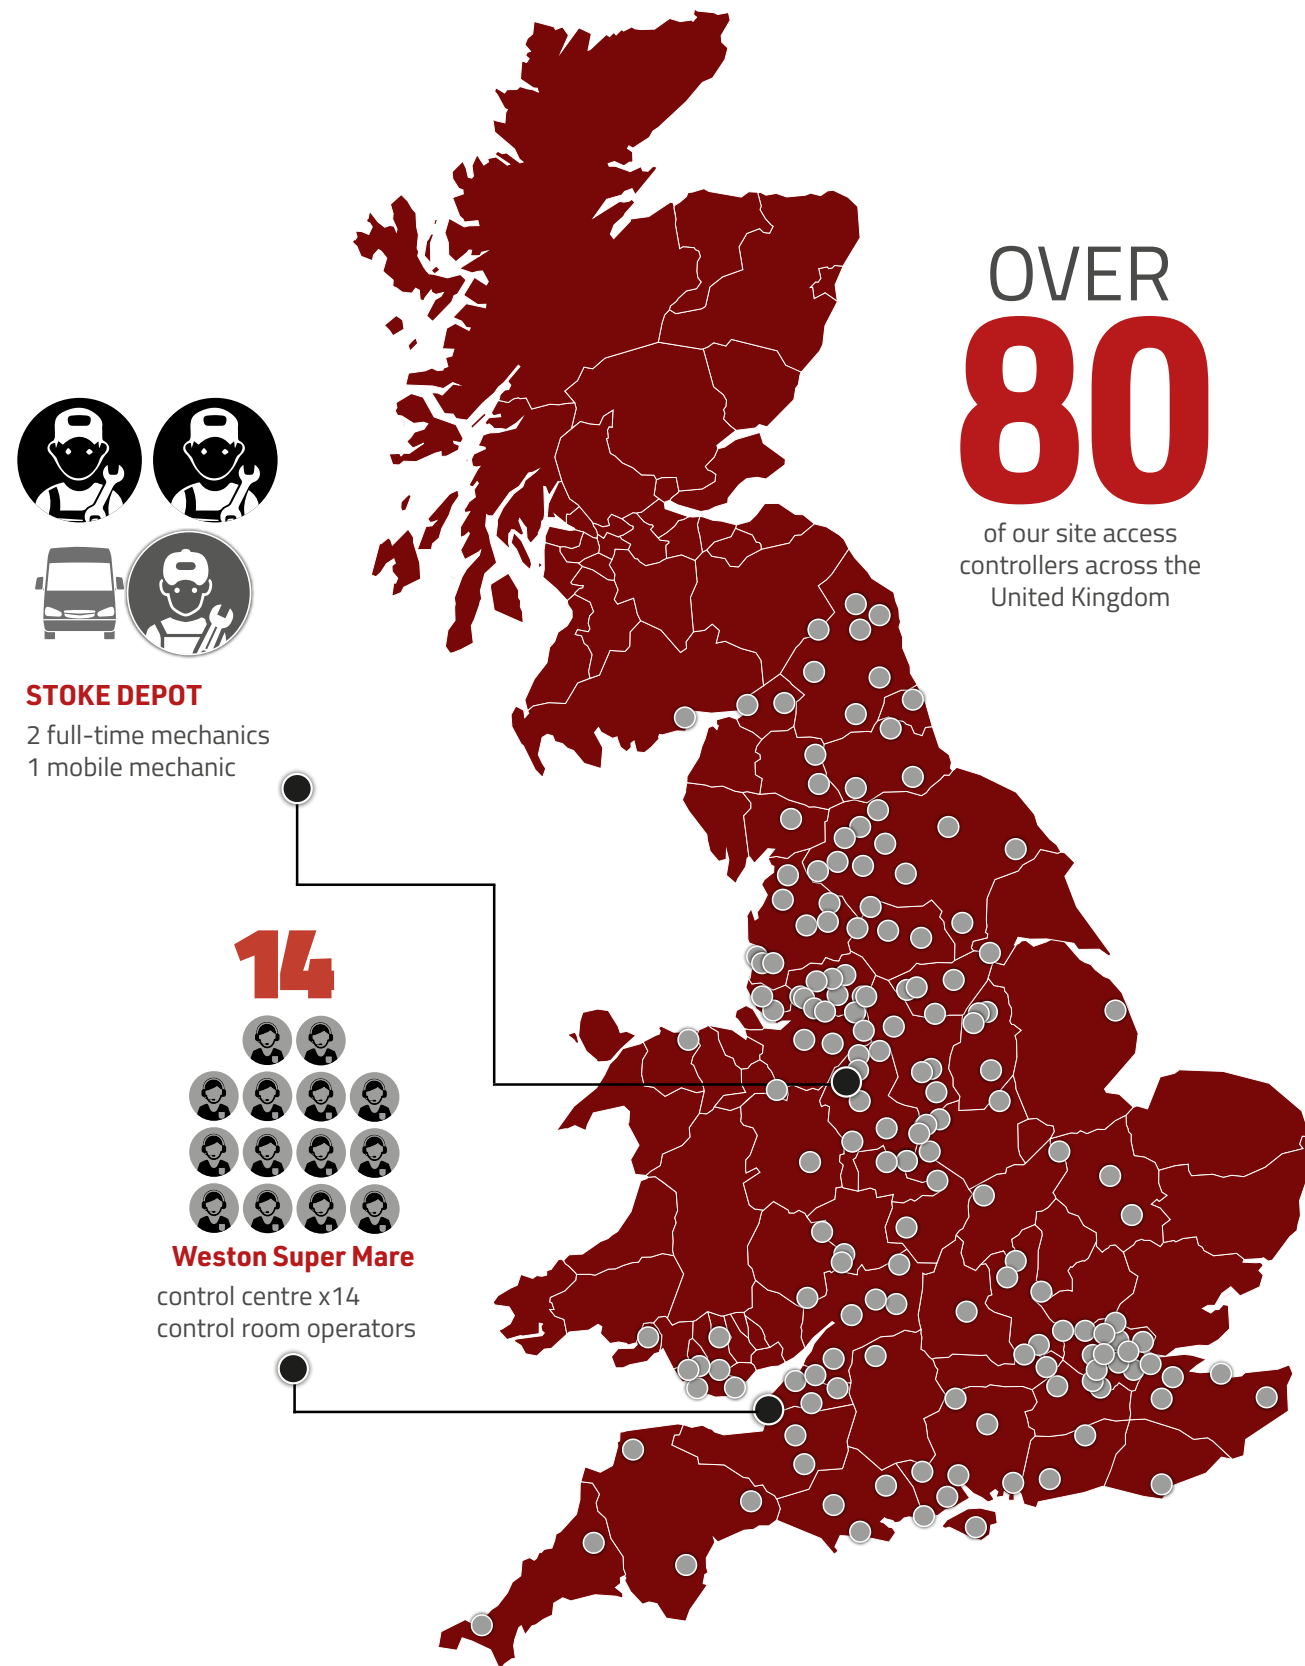 OVER
80
of our site access
controllers across the
United Kingdom
STOKE DEPOT
2 full-time mechanics
1 mobile mechanic
14
Weston Super Mare
control centre x14
control room operators